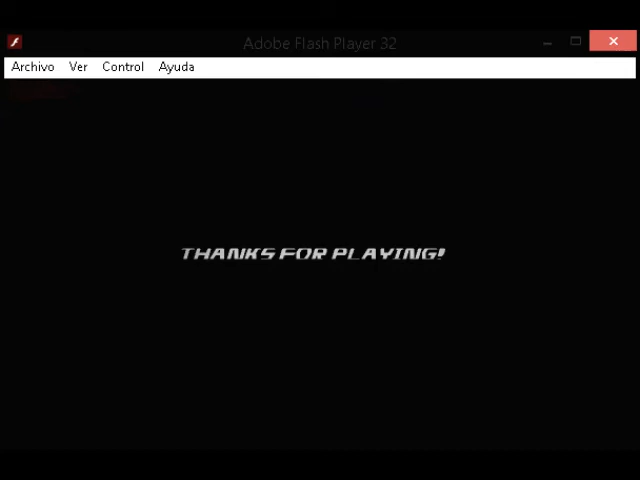 Adobe Flash Player 32
Archivo Ver Control Ayuda
THANKS FOR PLAYING!